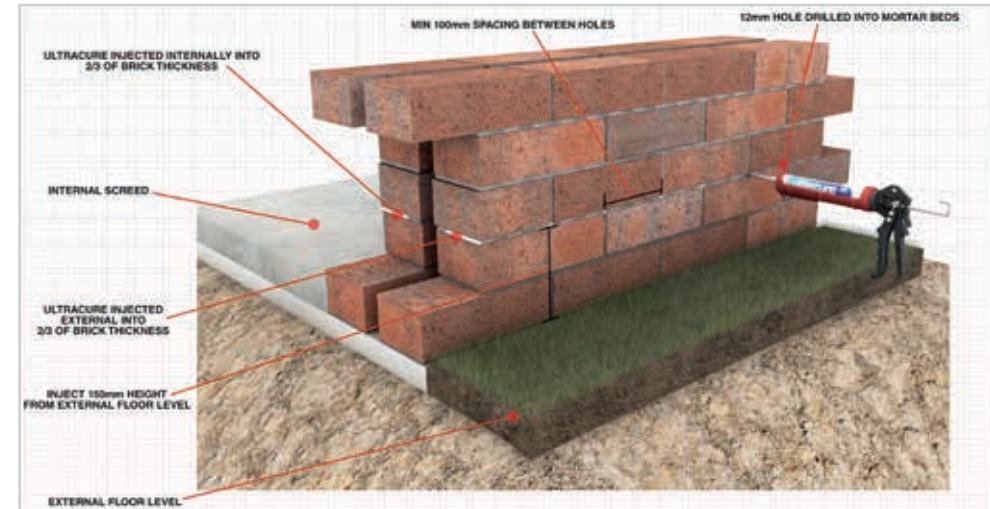 MIN 100mm SPACING BETWEEN HOLES
12mm HOLE DRILLED INTO MORTAR BEDS
ULTRACURE INJECTED INTERNALLY INTO
2/3 OF BRICK THICKNESS
INTERNAL SCREED
ULTRACURE INJECTED
EXTERNAL INTO
2/3 OF BRICK THICKNESS
INJECT 150mm HEIGHT
FROM EXTERNAL FLOOR LEVEL
EXTERNAL FLOOR LEVEL